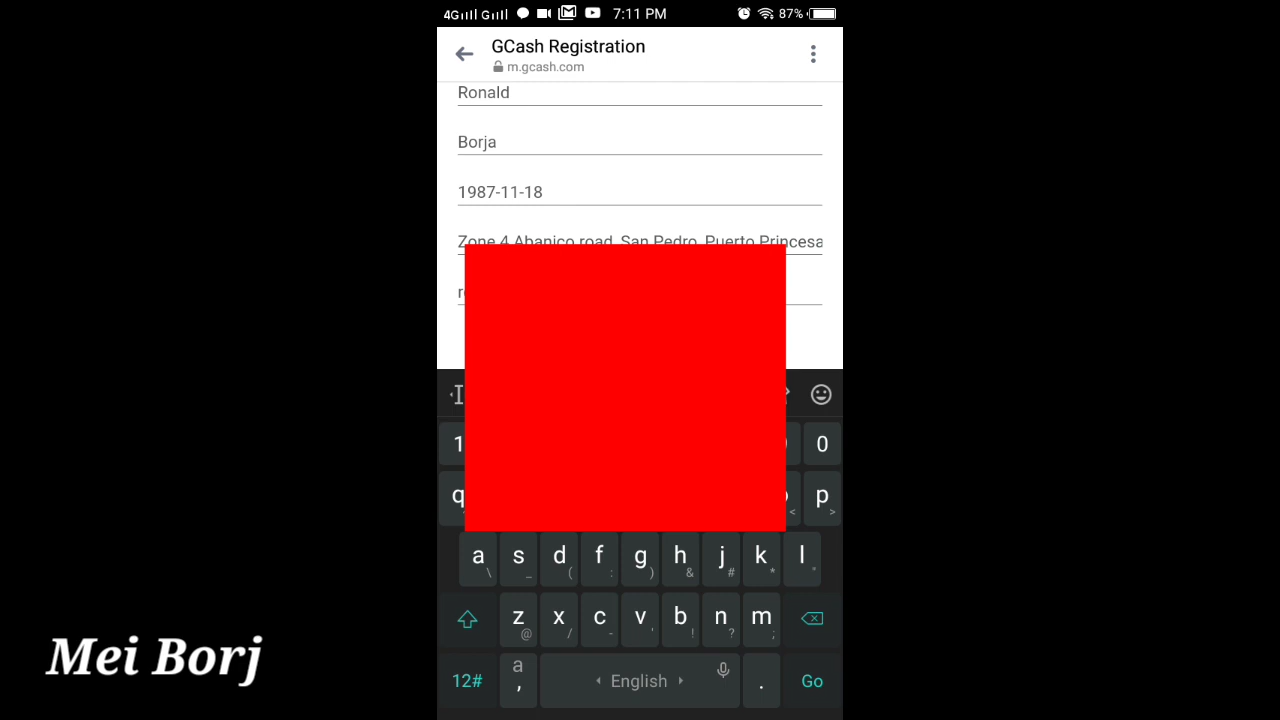 4G G 7:11 PM 87%
GCash Registration
m.gcash.com
Ronald
Borja
1987-11-18
Zone 4 Abanico road, San Pedro, Puerto Princesa
1 0
q p
< >
a s d f g h j k l
\ _ ( : ) & # * "
z x c v b n m
@ / - ' ! ? ;
12# a , English . Go
Mei Borj